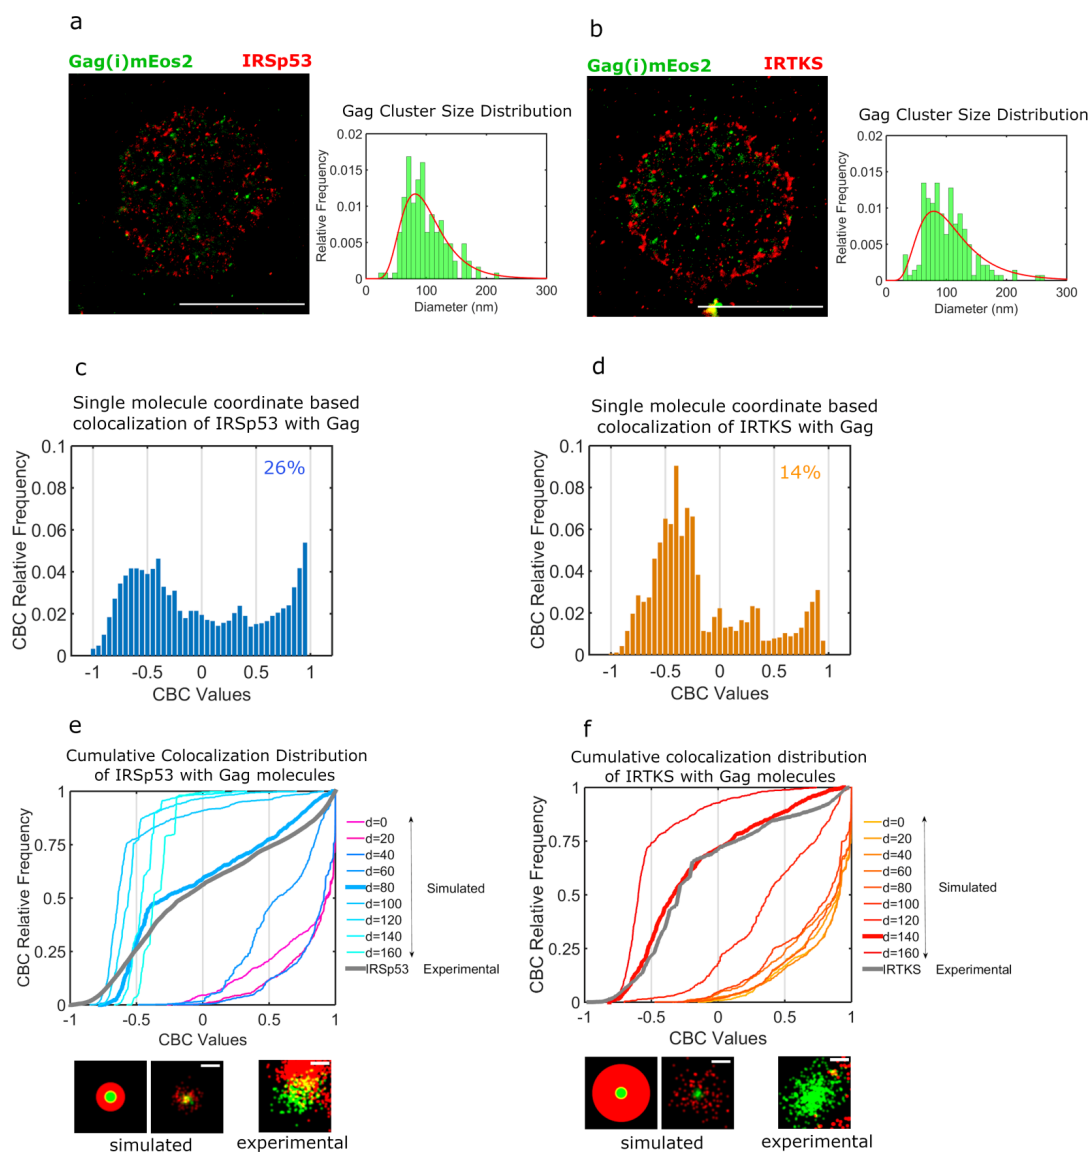 a
Gag(i)mEos2 IRSp53
Gag Cluster Size Distribution
Relative Frequency
0.02
0.015
0.01
0.005
0
0 100 200 300
Diameter (nm)
b
Gag(i)mEos2 IRTKS
Gag Cluster Size Distribution
Relative Frequency
0.02
0.015
0.01
0.005
0
0 100 200 300
Diameter (nm)
c
Single molecule coordinate based
colocalization of IRSp53 with Gag
26%
CBC Relative Frequency
0.1
0.08
0.06
0.04
0.02
0
-1 -0.5 0 0.5 1
CBC Values
d
Single molecule coordinate based
colocalization of IRTKS with Gag
14%
CBC Relative Frequency
0.1
0.08
0.06
0.04
0.02
0
-1 -0.5 0 0.5 1
CBC Values
e
Cumulative Colocalization Distribution
of IRSp53 with Gag molecules
CBC Relative Frequency
1
0.75
0.5
0.25
0
-1 -0.5 0 0.5 1
CBC Values
d=0
d=20
d=40
d=60
d=80
d=100
d=120
d=140
d=160
IRSp53
Simulated
Experimental
simulated
experimental
f
Cumulative colocalization distribution
of IRTKS with Gag molecules
CBC Relative Frequency
1
0.75
0.5
0.25
0
-1 -0.5 0 0.5 1
CBC Values
d=0
d=20
d=40
d=60
d=80
d=100
d=120
d=140
d=160
IRTKS
Simulated
Experimental
simulated
experimental